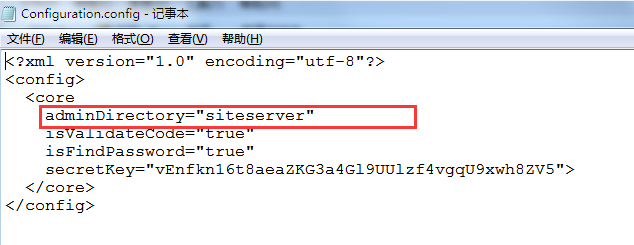 Configuration.config - 记事本
文件(F) 编辑(E) 格式(O) 查看(V) 帮助(H)
<?xml version="1.0" encoding="utf-8"?>
<config>
<core
adminDirectory="siteserver"
isValidateCode="true"
isFindPassword="true"
secretKey="vEnfkn16t8aeaZKG3a4Gl9UUlzf4vgqU9xwh8ZV5">
</core>
</config>